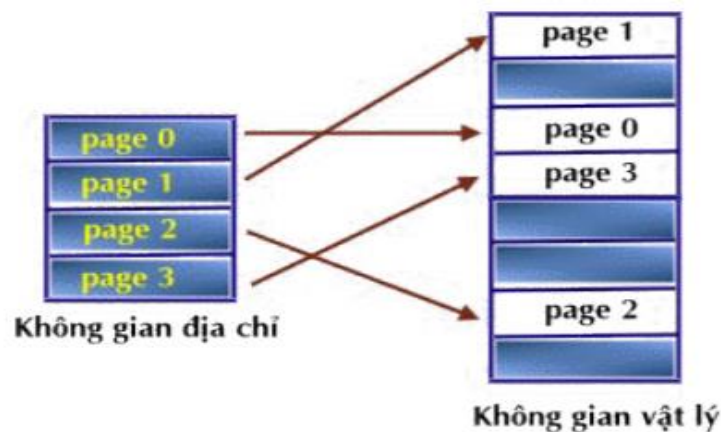 page 0
page 1
page 2
page 3
Không gian địa chỉ
page 1
page 0
page 3
page 2
Không gian vật lý